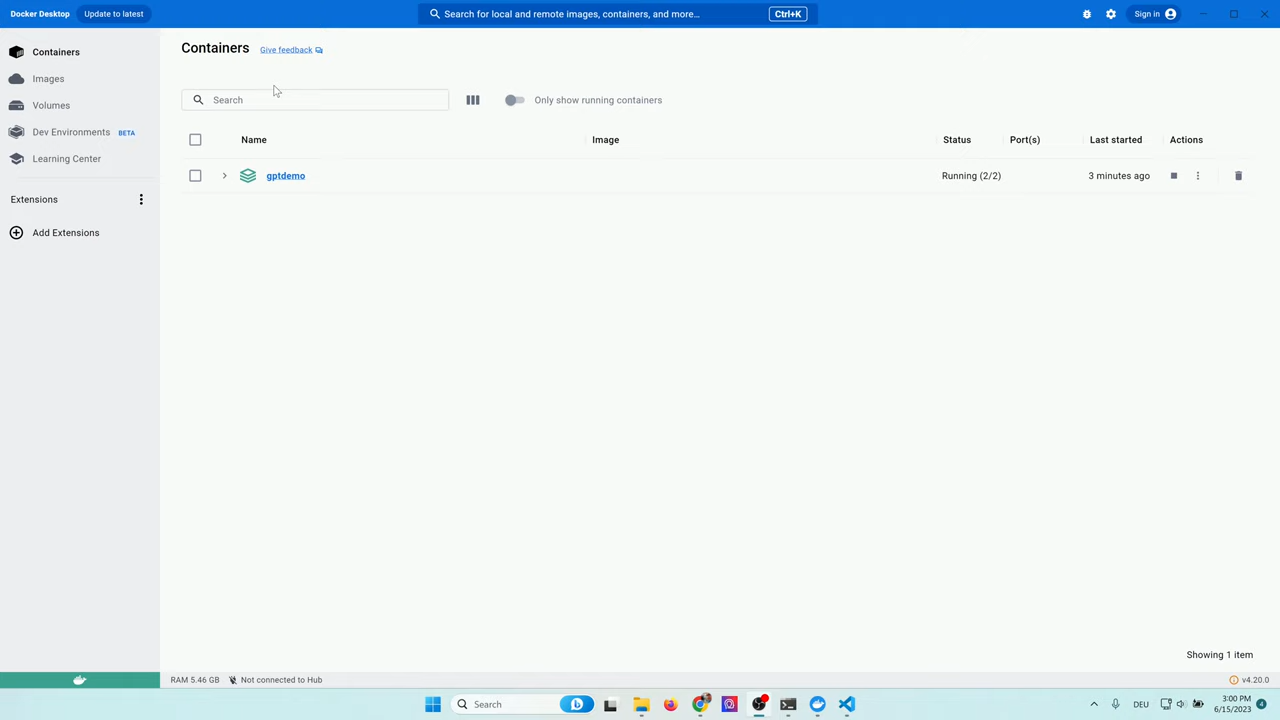 Docker Desktop Update to latest Search for local and remote images, containers, and more... Ctrl+K Sign in
Containers
Images
Volumes
Dev Environments BETA
Learning Center
Extensions
Add Extensions
Containers Give feedback
Search Only show running containers
Name Image Status Port(s) Last started Actions
gptdemo Running (2/2) 3 minutes ago
Showing 1 item
RAM 5.46 GB Not connected to Hub v4.20.0
Search DEU 3:00 PM
6/15/2023 4